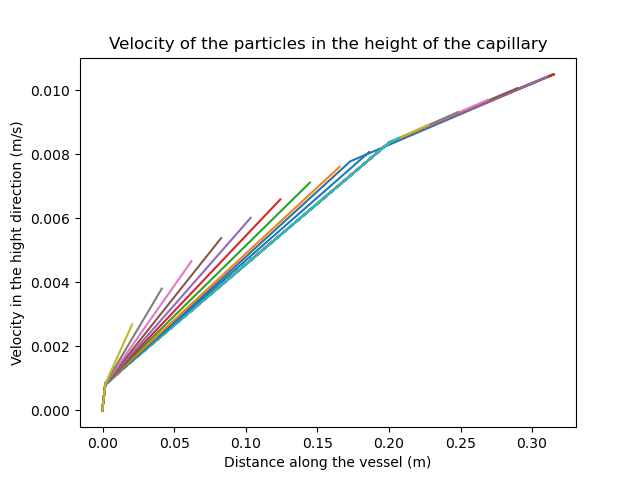 Velocity of the particles in the height of the capillary
Velocity in the hight direction (m/s)
0.010
0.008
0.006
0.004
0.002
0.000
0.00 0.05 0.10 0.15 0.20 0.25 0.30
Distance along the vessel (m)